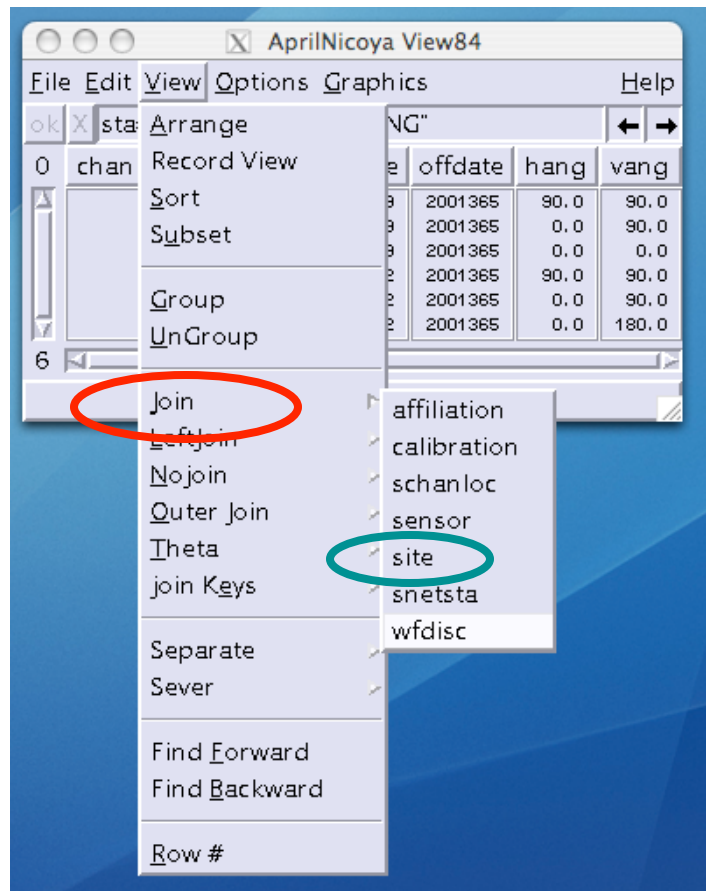 AprilNicoya View84
File Edit View Options Graphics Help
ok X sta NG"
0 chan offdate hang vang
2001365 90.0 90.0
2001365 0.0 90.0
2001365 0.0 0.0
2001365 90.0 90.0
2001365 0.0 90.0
2001365 0.0 180.0
6
Arrange
Record View
Sort
Subset
Group
UnGroup
Join
LeftJoin
Nojoin
Outer Join
Theta
join Keys
Separate
Sever
Find Forward
Find Backward
Row #
affiliation
calibration
schanloc
sensor
site
snetsta
wfdisc